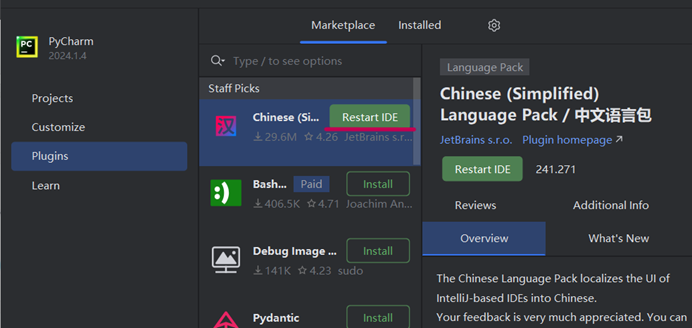 Marketplace
Installed
PC
PyCharm
2024.1.4
Projects
Customize
Plugins
Learn
Type / to see options
Staff Picks
汉
Chinese (Si...
Restart IDE
29.6M
4.26
JetBrains s.r...
Bash...
Paid
Install
406.5K
4.71
Joachim An...
Debug Image ...
Install
141K
4.23
sudo
Pydantic
Install
Language Pack
Chinese (Simplified)
Language Pack / 中文语言包
JetBrains s.r.o.
Plugin homepage
Restart IDE
241.271
Reviews
Additional Info
Overview
What's New
The Chinese Language Pack localizes the UI of
IntelliJ-based IDEs into Chinese.
Your feedback is very much appreciated. You can